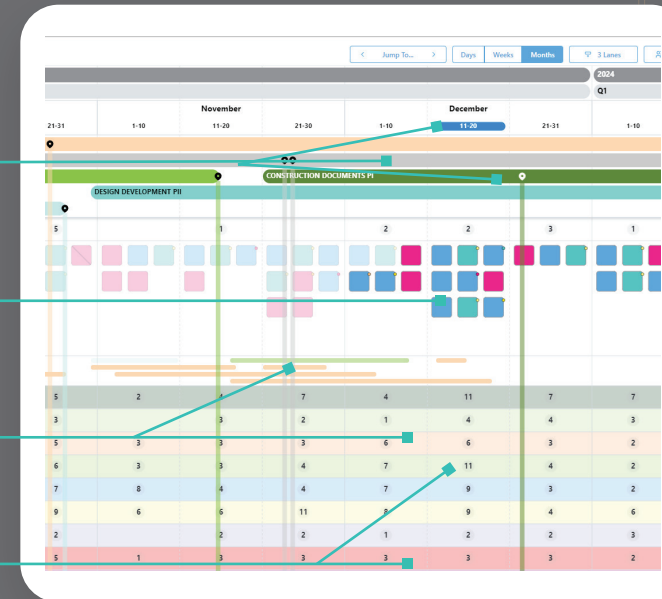 Jump To... Days Weeks Months 3 Lanes
2024
Q1
November December
21-31 1-10 11-20 21-30 1-10 11-20 21-31 1-10
CONSTRUCTION DOCUMENTS PI
DESIGN DEVELOPMENT PII
5 1 2 2 3 1
5 2 7 4 11 7 7
3 3 2 1 4 4 3
5 3 3 3 6 6 3 2
6 3 3 4 7 11 4 2
7 8 4 4 7 9 3 2
9 6 6 11 8 9 4 6
2 2 2 1 2 2 3
5 1 3 3 3 3 3 2